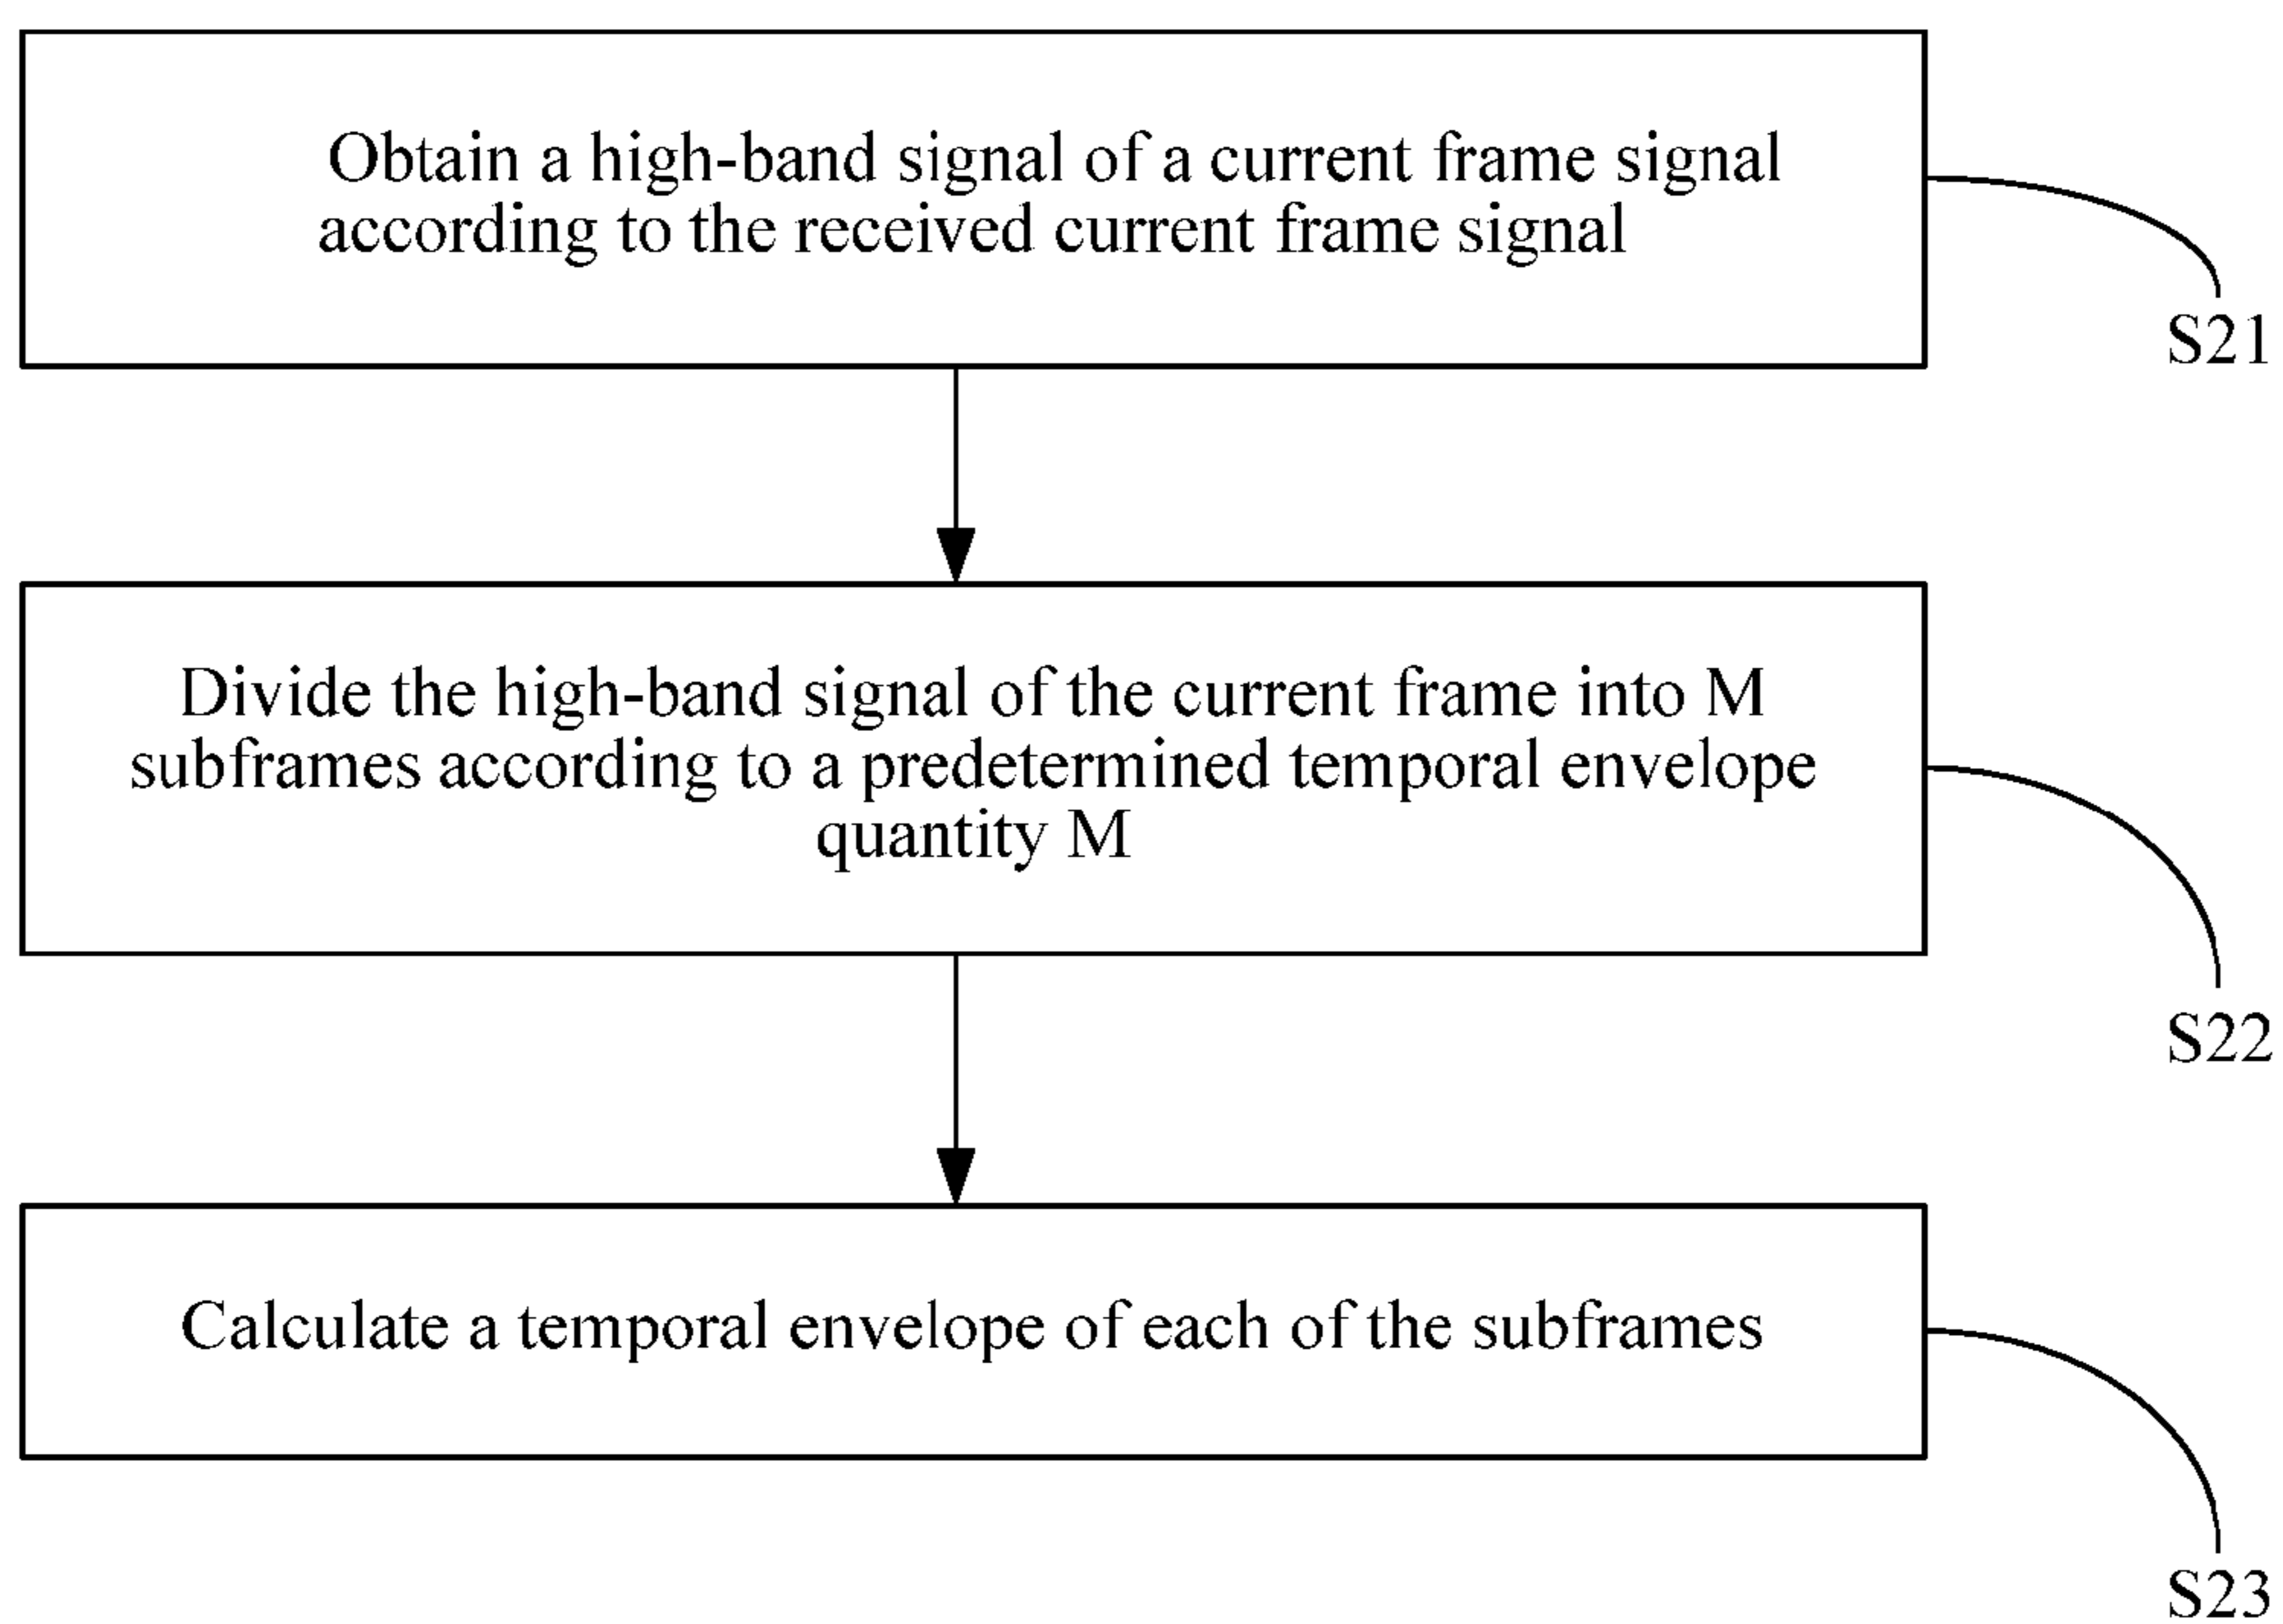 Obtain a high-band signal of a current frame signal
according to the received current frame signal
S21
Divide the high-band signal of the current frame into M
subframes according to a predetermined temporal envelope
quantity M
S22
Calculate a temporal envelope of each of the subframes
S23